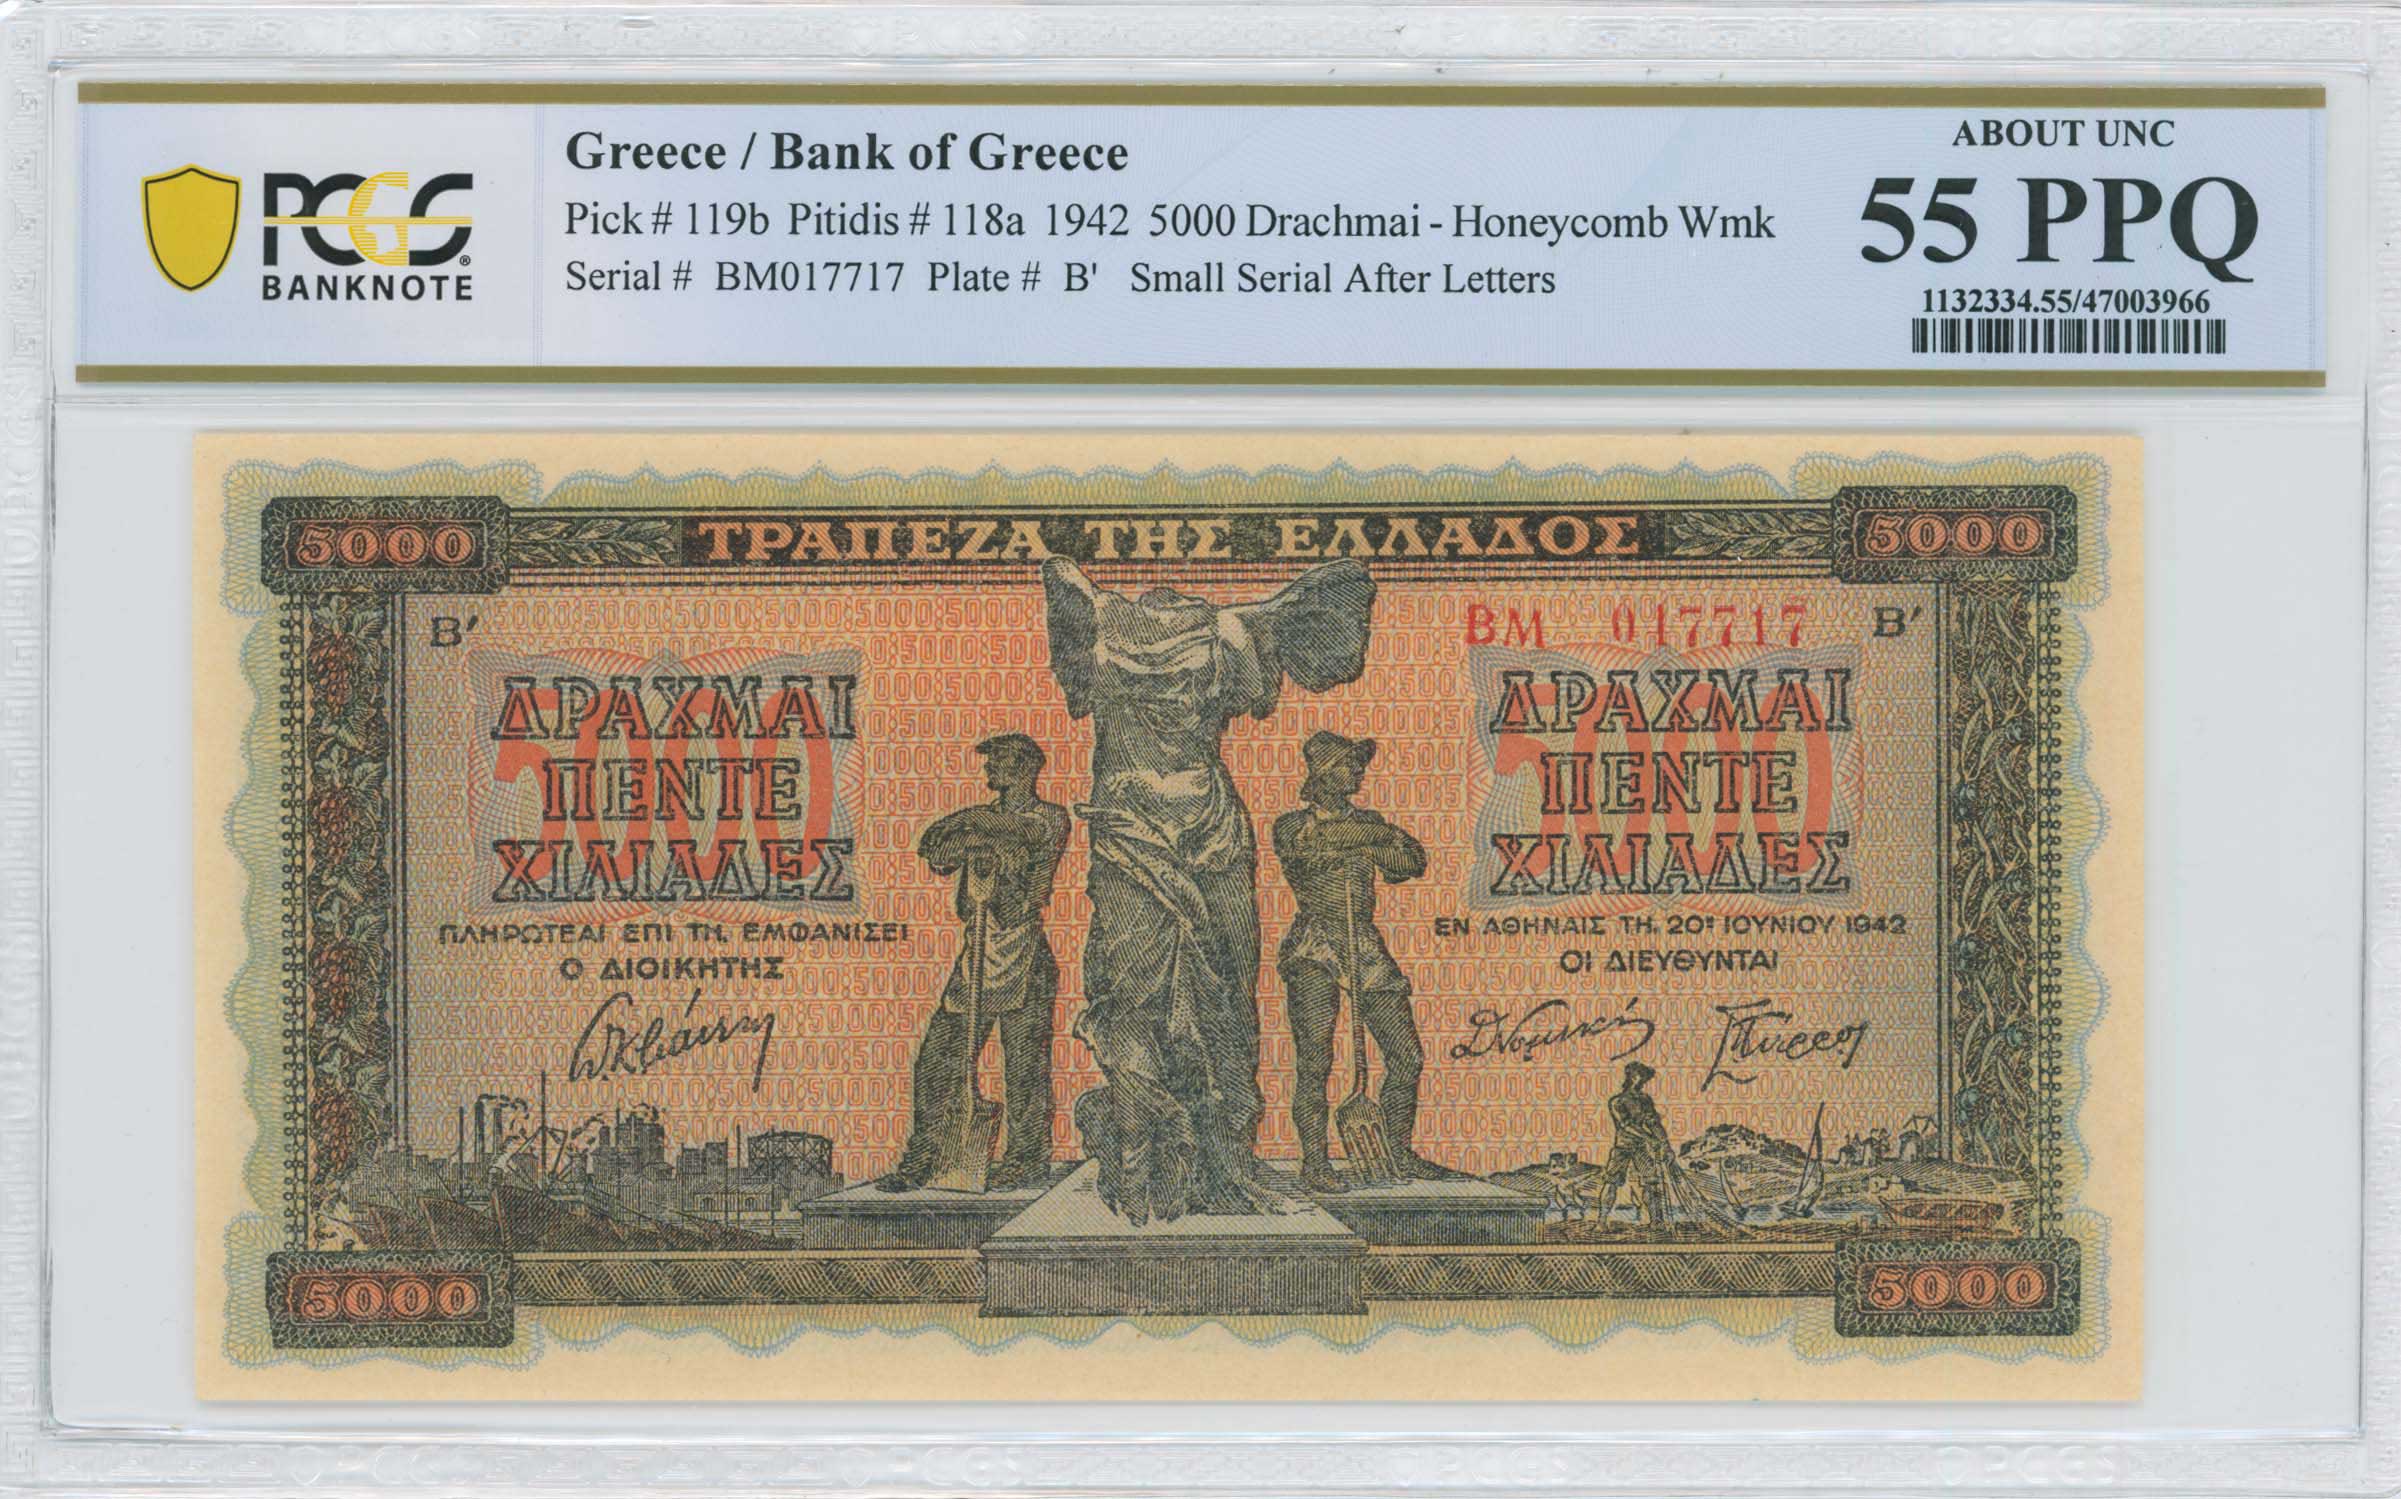 PCGS
BANKNOTE
Greece / Bank of Greece
Pick # 119b Pitidis # 118a 1942 5000 Drachmai - Honeycomb Wmk
Serial # BM017717 Plate # B' Small Serial After Letters
ABOUT UNC
55 PPQ
1132334.55/47003966
5000 ΤΡΑΠΕΖΑ ΤΗΣ ΕΛΛΑΔΟΣ 5000
Β' ΒΜ 017717 Β'
5000
ΔΡΑΧΜΑΙ
ΠΕΝΤΕ
ΧΙΛΙΑΔΕΣ
ΠΛΗΡΩΤΕΑΙ ΕΠΙ ΤΗ, ΕΜΦΑΝΙΣΕΙ
Ο ΔΙΟΙΚΗΤΗΣ
5000
ΔΡΑΧΜΑΙ
ΠΕΝΤΕ
ΧΙΛΙΑΔΕΣ
ΕΝ ΑΘΗΝΑΙΣ ΤΗ, 20ῌ ΙΟΥΝΙΟΥ 1942
ΟΙ ΔΙΕΥΘΥΝΤΑΙ
5000 5000